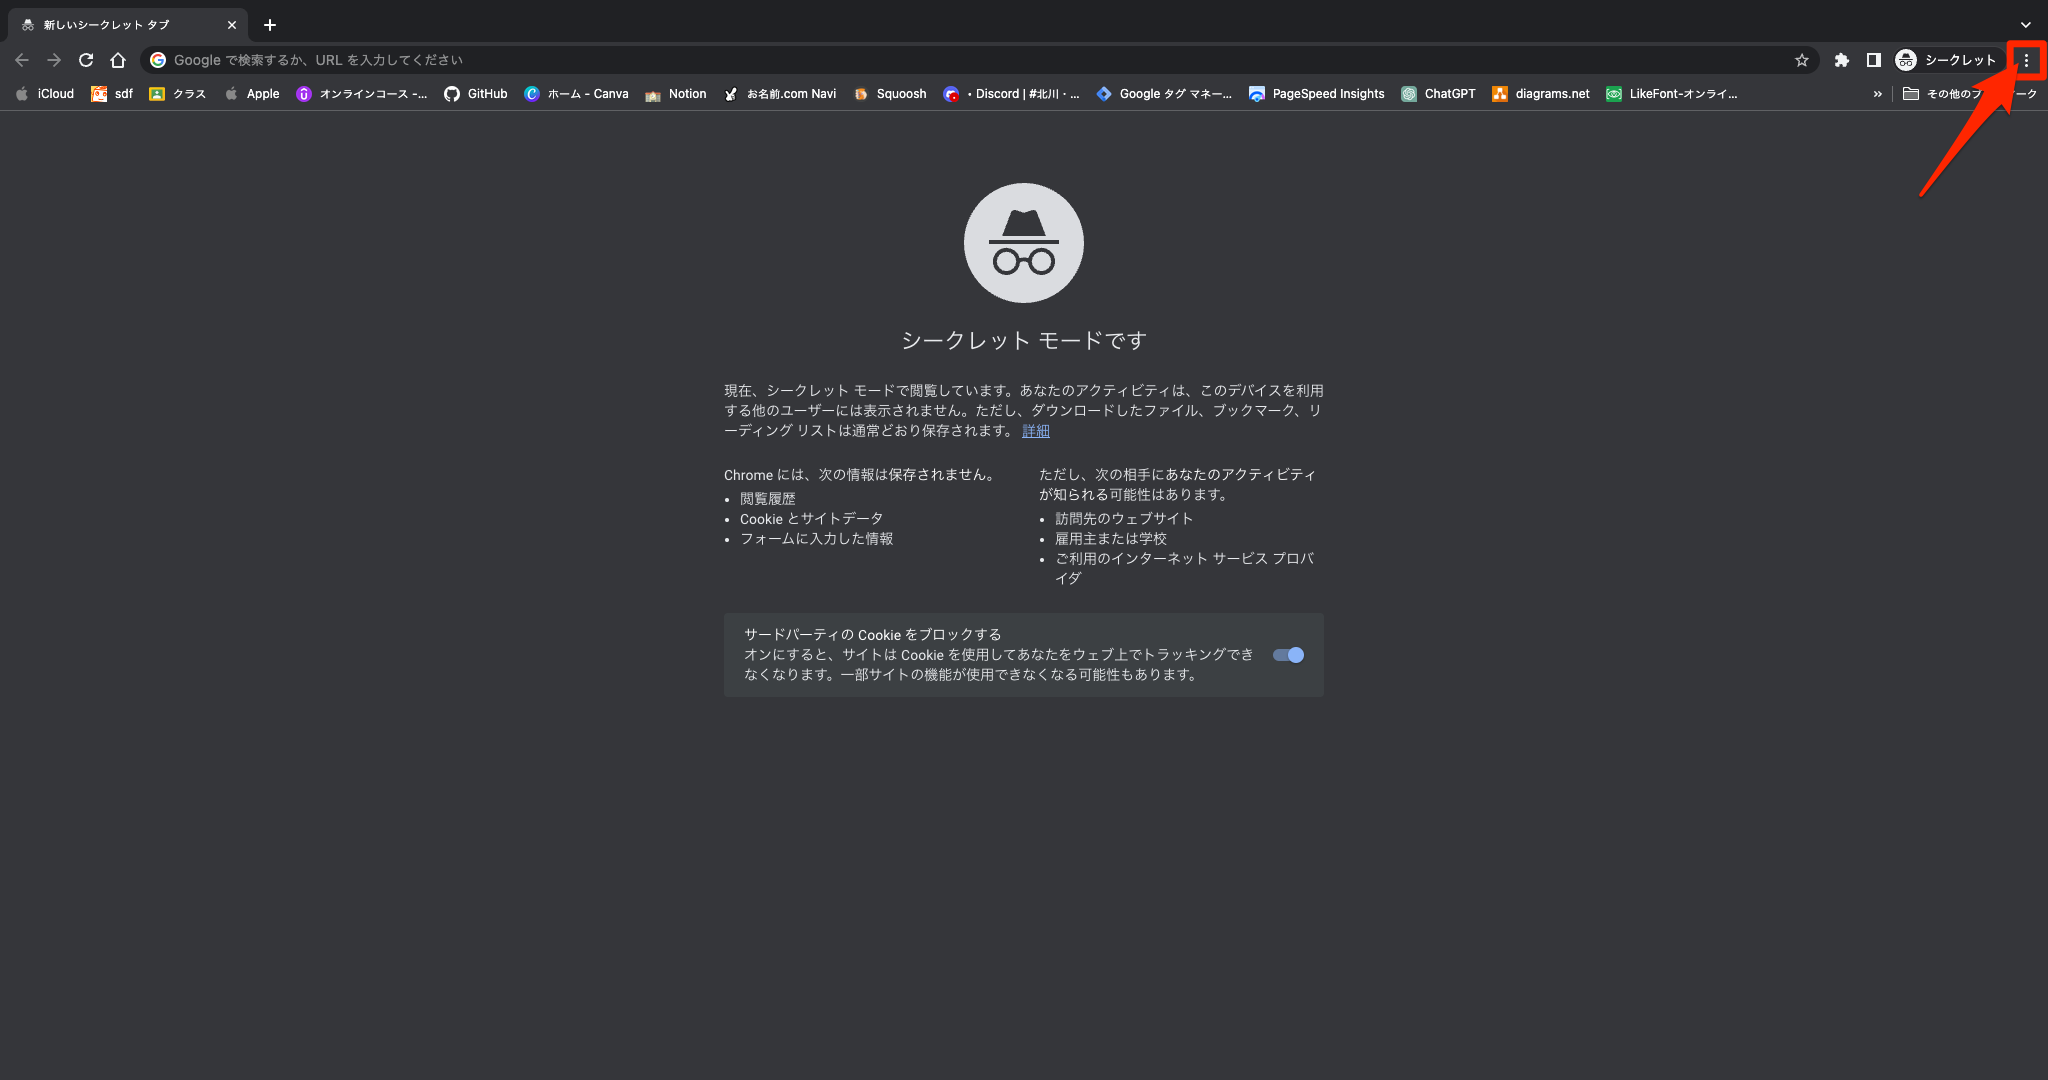 新しいシークレット タブ
Google で検索するか、URL を入力してください
シークレット
iCloud
sdf
クラス
Apple
オンラインコース -...
GitHub
ホーム - Canva
Notion
お名前.com Navi
Squoosh
• Discord | #北川・...
Google タグ マネー...
PageSpeed Insights
ChatGPT
diagrams.net
LikeFont-オンライ...
»
その他のブ ーク
シークレット モードです
現在、シークレット モードで閲覧しています。あなたのアクティビティは、このデバイスを利用
する他のユーザーには表示されません。ただし、ダウンロードしたファイル、ブックマーク、リ
ーディング リストは通常どおり保存されます。 詳細
Chrome には、次の情報は保存されません。
• 閲覧履歴
• Cookie とサイトデータ
• フォームに入力した情報
ただし、次の相手にあなたのアクティビティ
が知られる可能性はあります。
• 訪問先のウェブサイト
• 雇用主または学校
• ご利用のインターネット サービス プロバ
イダ
サードパーティの Cookie をブロックする
オンにすると、サイトは Cookie を使用してあなたをウェブ上でトラッキングでき
なくなります。一部サイトの機能が使用できなくなる可能性もあります。